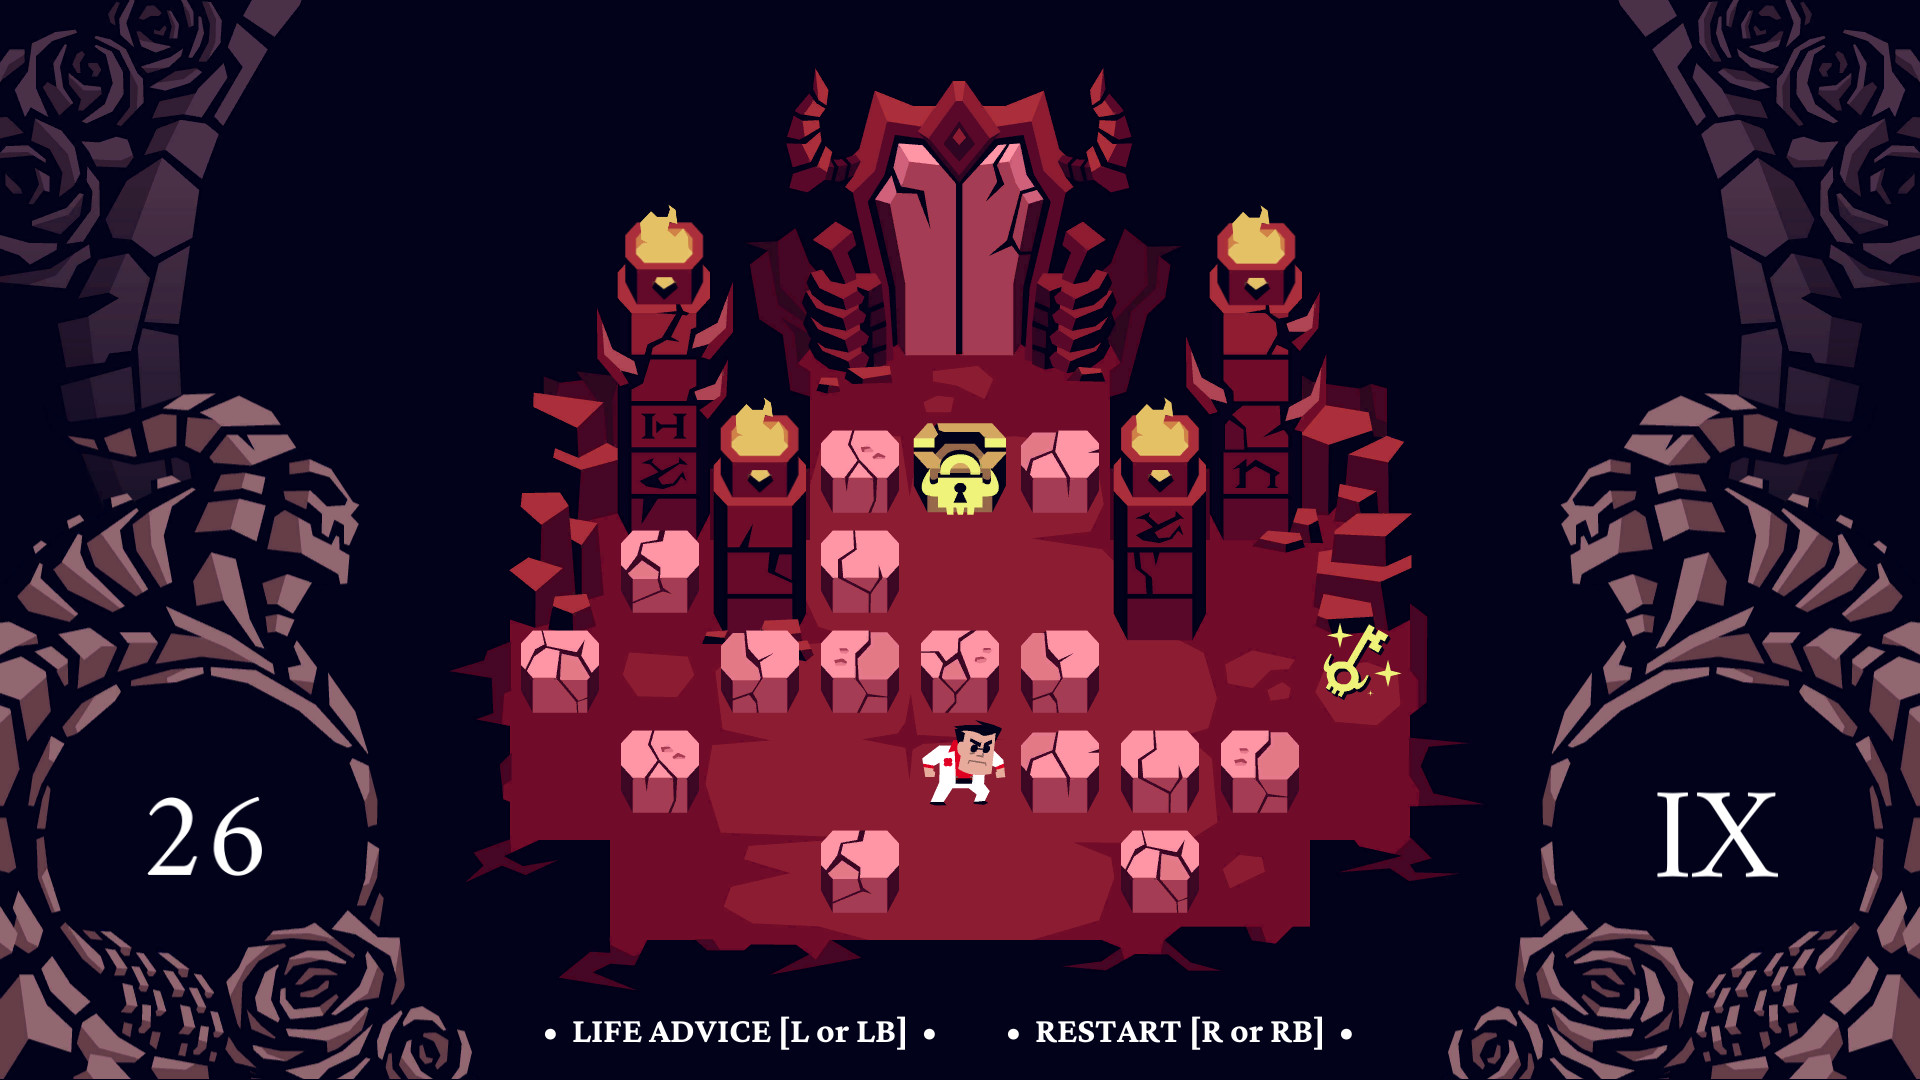 26
IX
• LIFE ADVICE [L or LB] • • RESTART [R or RB] •